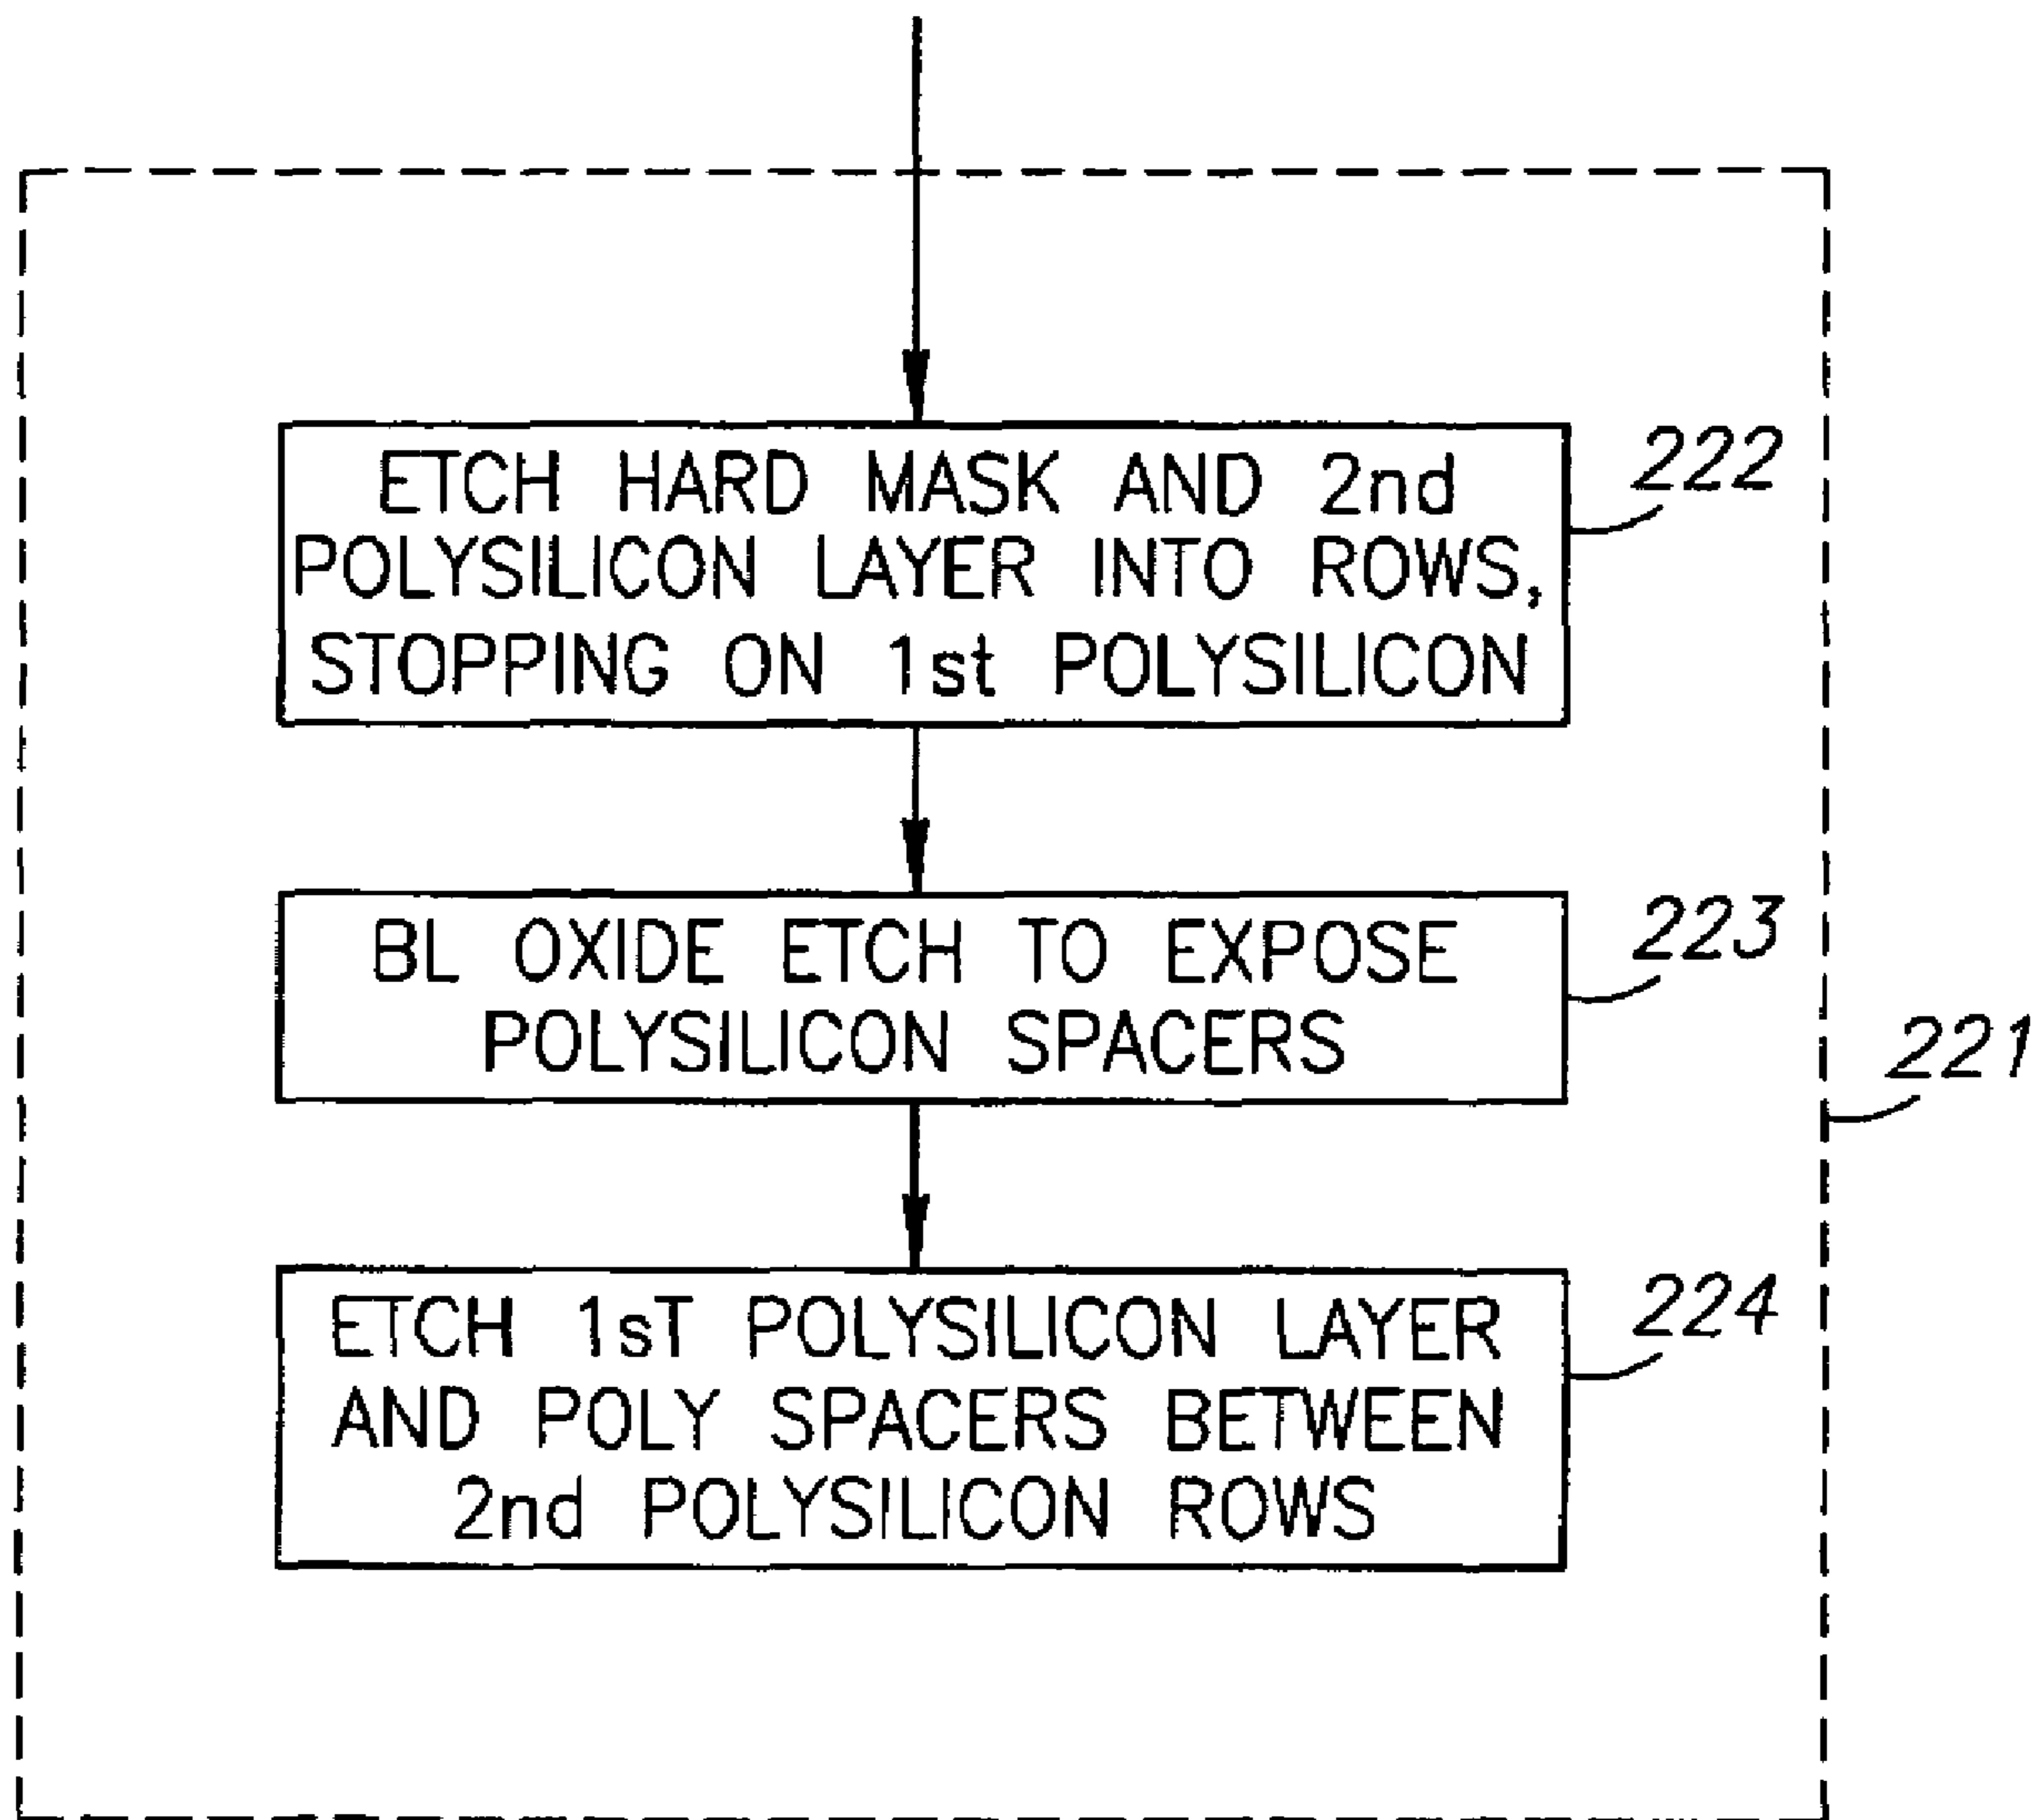 ETCH HARD MASK AND 2nd
POLYSILICON LAYER INTO ROWS,
STOPPING ON 1st POLYSILICON
222
BL OXIDE ETCH TO EXPOSE
POLYSILICON SPACERS
223
221
ETCH 1sT POLYSILICON LAYER
AND POLY SPACERS BETWEEN
2nd POLYSILICON ROWS
224